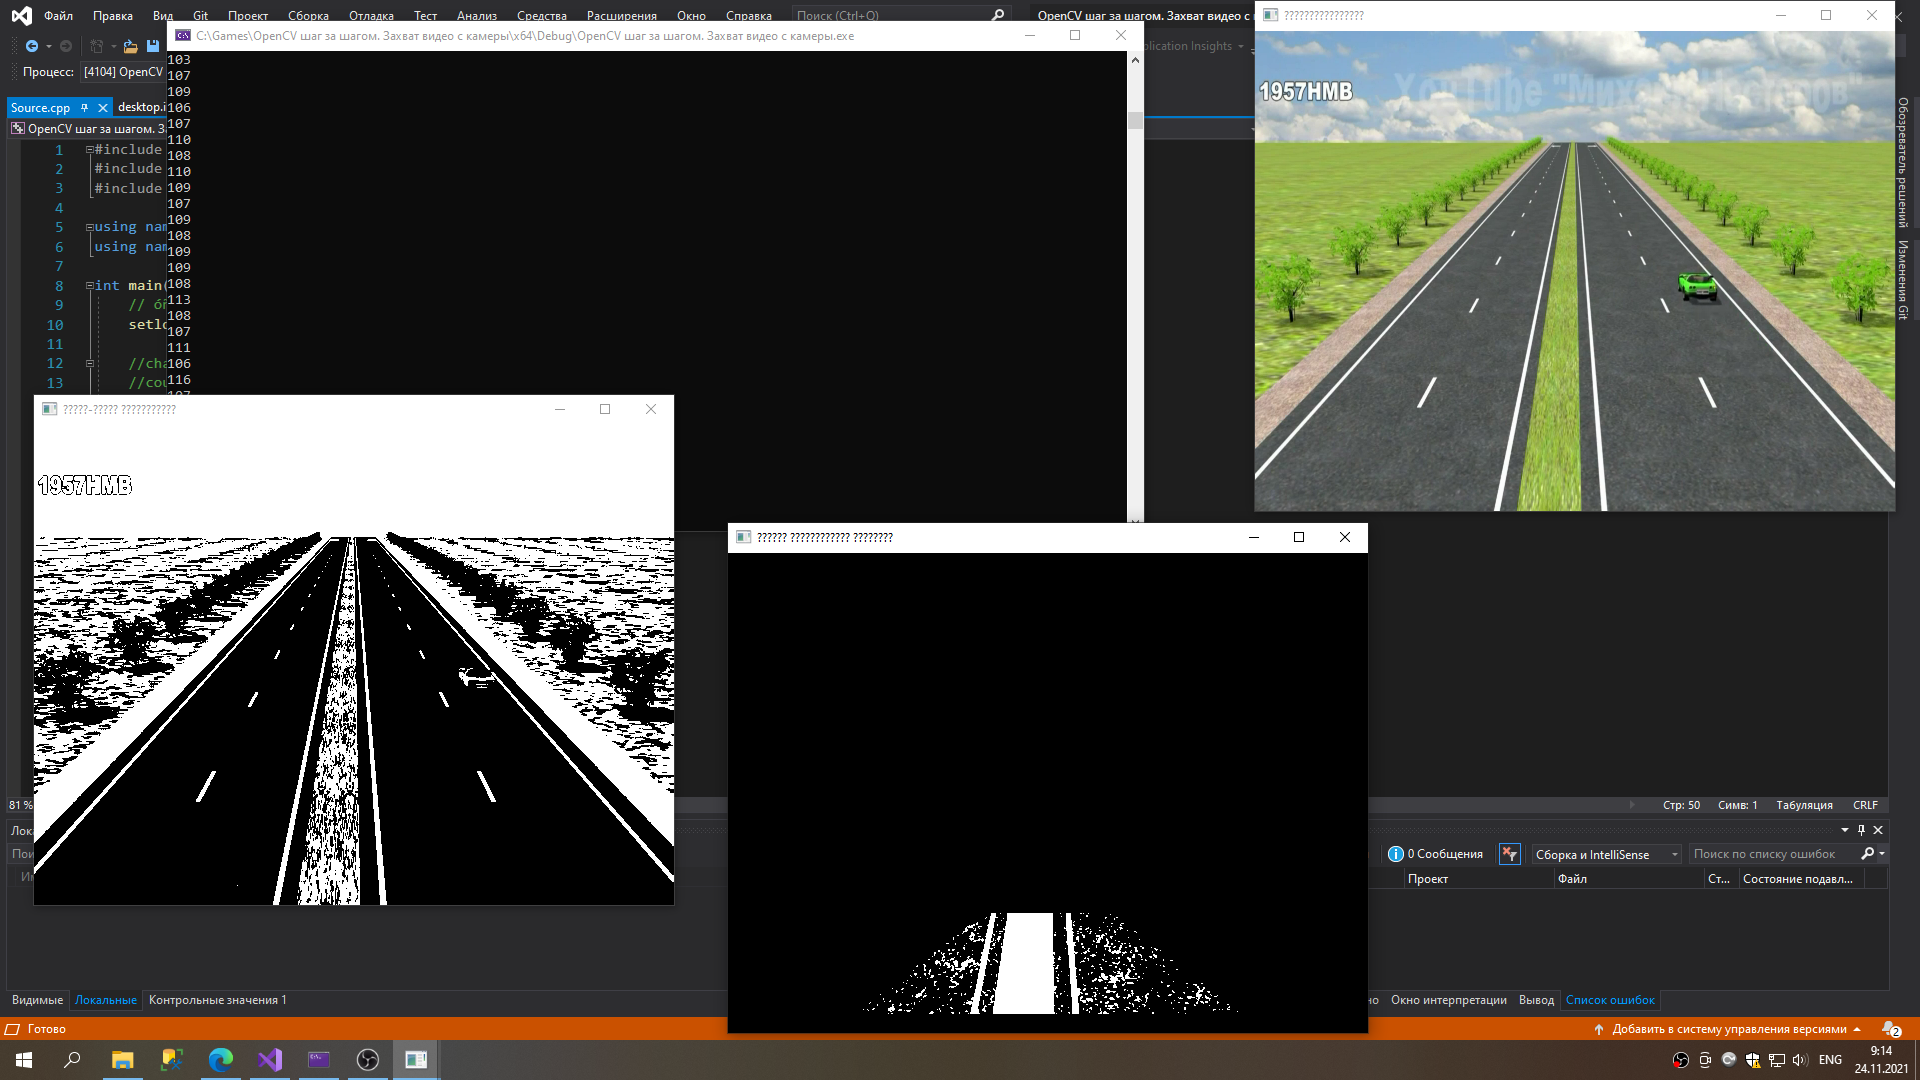 Файл Правка Вид Git Проект Сборка Отладка Тест Анализ Средства Расширения Окно Справка Поиск (Ctrl+Q) OpenCV шаг за шагом. Захват видео с
C:\Games\OpenCV шаг за шагом. Захват видео с камеры\x64\Debug\OpenCV шаг за шагом. Захват видео с камеры.exe
Процесс: [4104] OpenCV
plication Insights
Source.cpp desktop.i
OpenCV шаг за шагом. За
1 #include
2 #include
3 #include
4
5 using nam
6 using nam
7
8 int main(
9 //
10 setlo
11
12 //cha
13 //cou
103
107
109
106
107
110
108
110
109
107
109
108
109
109
108
113
108
107
111
106
116
107
????????????????
1957HMB
YouTube "Михаил
Обозреватель решений
Изменения Git
?????-????? ???????????
1957HMB
?????? ???????????? ????????
81 %
Стр: 50 Симв: 1 Табуляция CRLF
Лок
Пои
0 Сообщения Сборка и IntelliSense Поиск по списку ошибок
Проект Файл Ст... Состояние подавл...
Видимые Локальные Контрольные значения 1
но Окно интерпретации Вывод Список ошибок
Готово
Добавить в систему управления версиями
2
ENG
9:14
24.11.2021